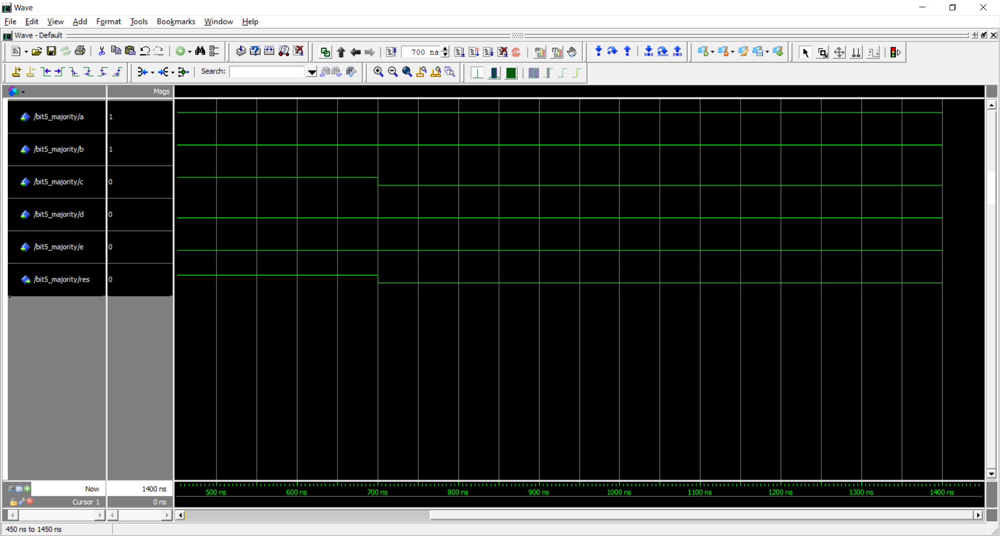 Wave
File Edit View Add Format Tools Bookmarks Window Help
Wave - Default
700 ns
Search:
Msgs
/bit5_majority/a 1
/bit5_majority/b 1
/bit5_majority/c 0
/bit5_majority/d 0
/bit5_majority/e 0
/bit5_majority/res 0
Now 1400 ns
500 ns 600 ns 700 ns 800 ns 900 ns 1000 ns 1100 ns 1200 ns 1300 ns 1400 ns
Cursor 1 0 ns
450 ns to 1450 ns